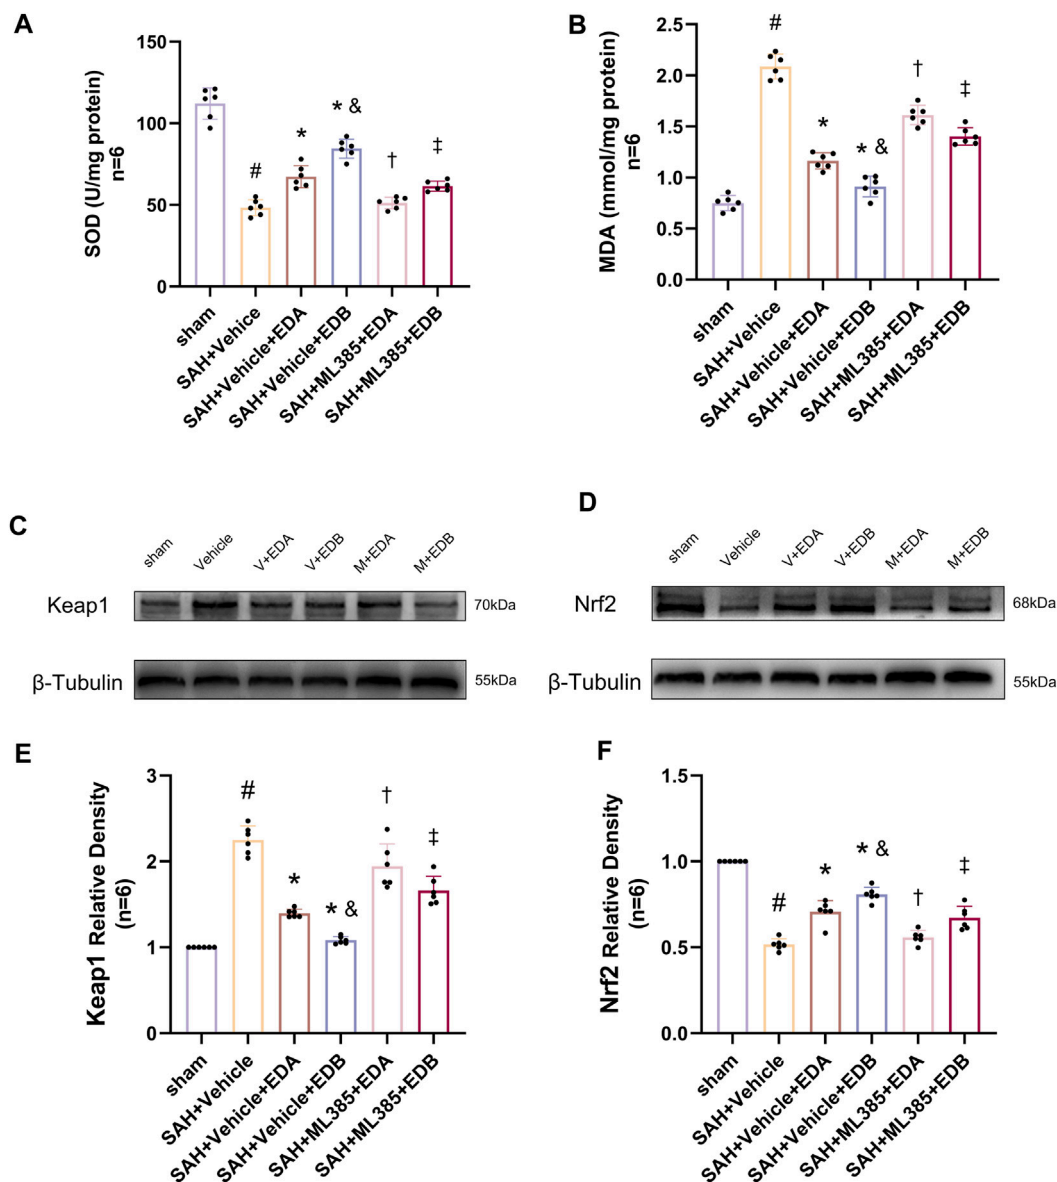 A
SOD (U/mg protein)
n=6
150
100
50
0
#
*
* &
†
‡
sham
SAH+Vehice
SAH+Vehicle+EDA
SAH+Vehicle+EDB
SAH+ML385+EDA
SAH+ML385+EDB
B
MDA (mmol/mg protein)
n=6
2.5
2.0
1.5
1.0
0.5
0.0
#
*
* &
†
‡
sham
SAH+Vehice
SAH+Vehicle+EDA
SAH+Vehicle+EDB
SAH+ML385+EDA
SAH+ML385+EDB
C
sham
Vehicle
V+EDA
V+EDB
M+EDA
M+EDB
Keap1
70kDa
β-Tubulin
55kDa
D
sham
Vehicle
V+EDA
V+EDB
M+EDA
M+EDB
Nrf2
68kDa
β-Tubulin
55kDa
E
Keap1 Relative Density
(n=6)
3
2
1
0
#
*
* &
†
‡
sham
SAH+Vehicle
SAH+Vehicle+EDA
SAH+Vehicle+EDB
SAH+ML385+EDA
SAH+ML385+EDB
F
Nrf2 Relative Density
(n=6)
1.5
1.0
0.5
0.0
#
*
* &
†
‡
sham
SAH+Vehicle
SAH+Vehicle+EDA
SAH+Vehicle+EDB
SAH+ML385+EDA
SAH+ML385+EDB